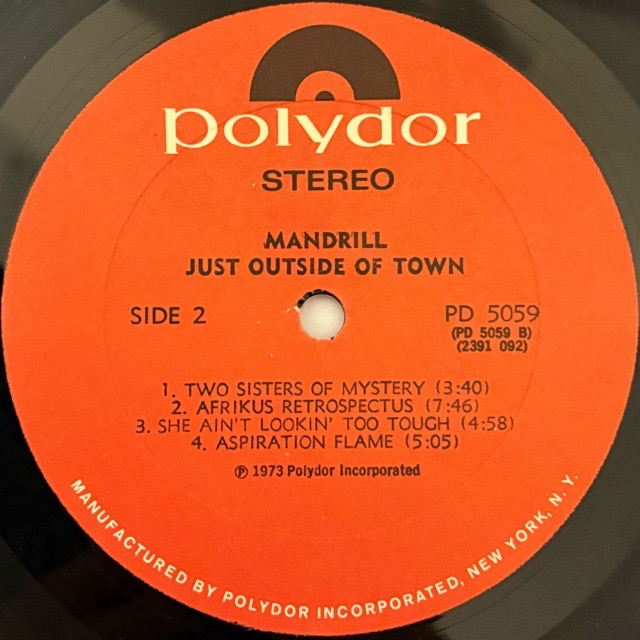 polydor
STEREO
MANDRILL
JUST OUTSIDE OF TOWN
SIDE 2
PD 5059
(PD 5059 B)
(2391 092)
1. TWO SISTERS OF MYSTERY (3:40)
2. AFRIKUS RETROSPECTUS (7:46)
3. SHE AIN'T LOOKIN' TOO TOUGH (4:58)
4. ASPIRATION FLAME (5:05)
℗ 1973 Polydor Incorporated
MANUFACTURED BY POLYDOR INCORPORATED, NEW YORK, N. Y.